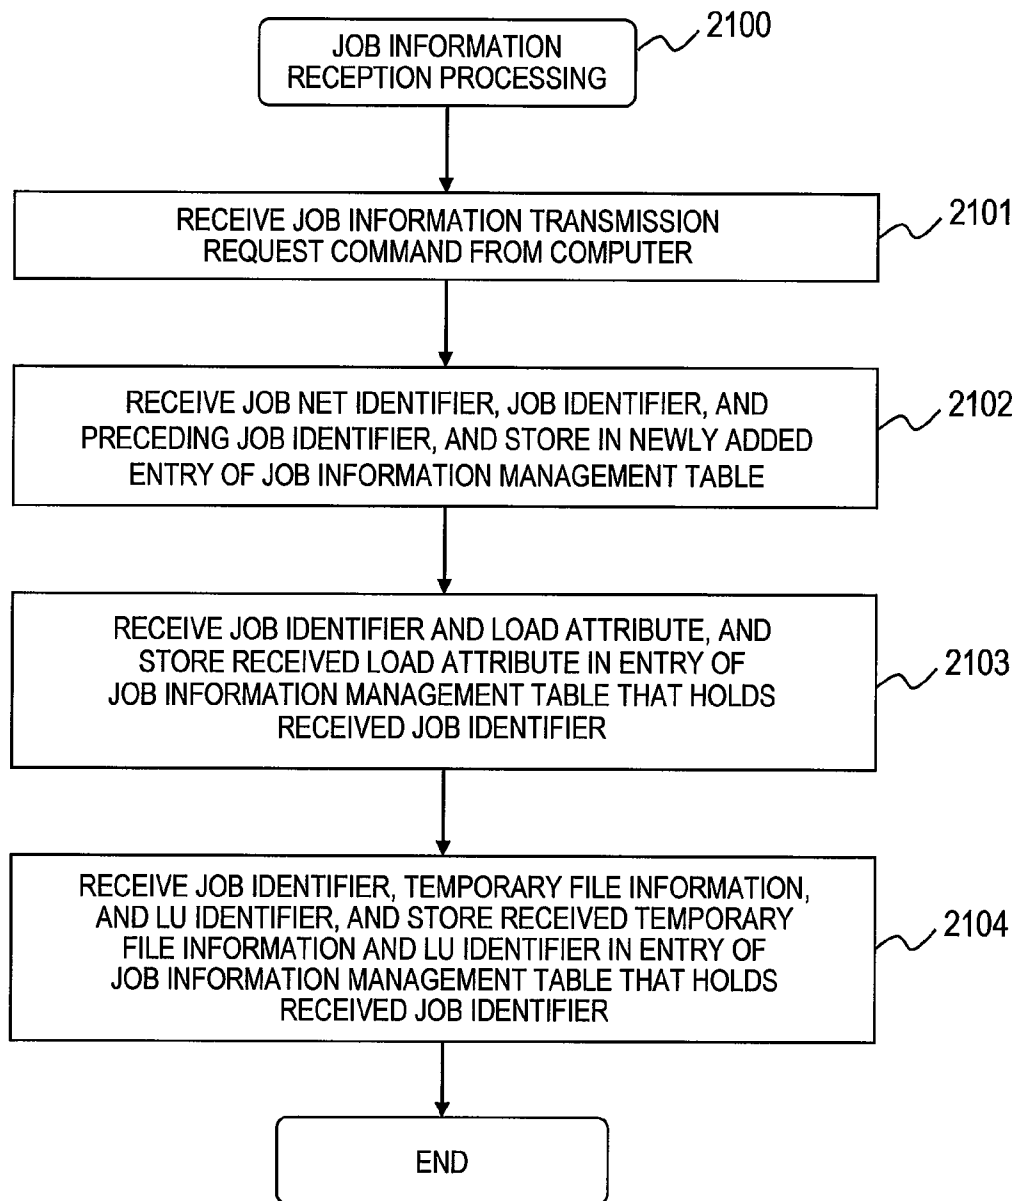 JOB INFORMATION
RECEPTION PROCESSING
2100
RECEIVE JOB INFORMATION TRANSMISSION
REQUEST COMMAND FROM COMPUTER
2101
RECEIVE JOB NET IDENTIFIER, JOB IDENTIFIER, AND
PRECEDING JOB IDENTIFIER, AND STORE IN NEWLY ADDED
ENTRY OF JOB INFORMATION MANAGEMENT TABLE
2102
RECEIVE JOB IDENTIFIER AND LOAD ATTRIBUTE, AND
STORE RECEIVED LOAD ATTRIBUTE IN ENTRY OF
JOB INFORMATION MANAGEMENT TABLE THAT HOLDS
RECEIVED JOB IDENTIFIER
2103
RECEIVE JOB IDENTIFIER, TEMPORARY FILE INFORMATION,
AND LU IDENTIFIER, AND STORE RECEIVED TEMPORARY
FILE INFORMATION AND LU IDENTIFIER IN ENTRY OF
JOB INFORMATION MANAGEMENT TABLE THAT HOLDS
RECEIVED JOB IDENTIFIER
2104
END